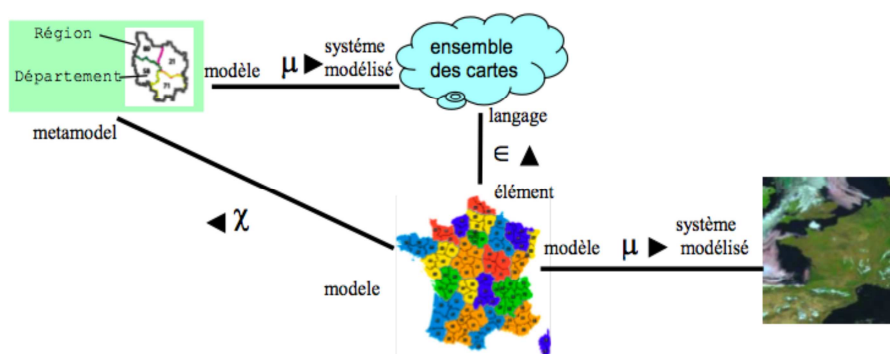 Région
Département
modèle
μ ▶
systéme
modélisé
ensemble
des cartes
metamodel
langage
∈ ▲
élément
◀ χ
modele
modèle
μ ▶
système
modélisé